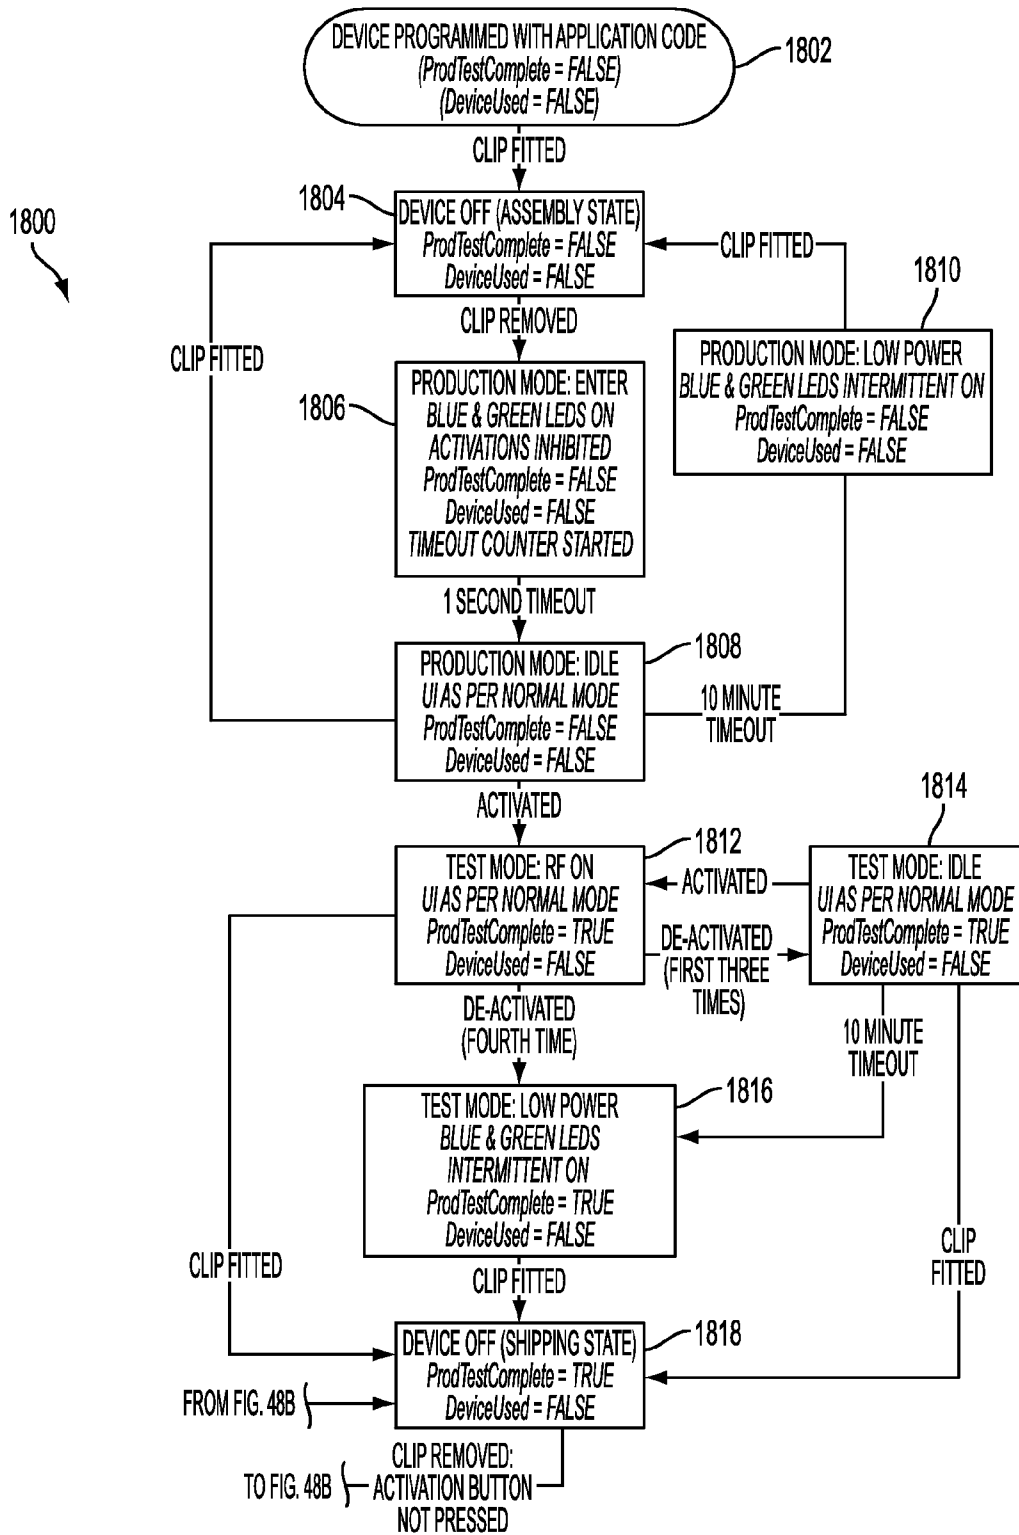 DEVICE PROGRAMMED WITH APPLICATION CODE
(ProdTestComplete = FALSE)
(DeviceUsed = FALSE)
1802
CLIP FITTED
1800
1804
DEVICE OFF (ASSEMBLY STATE)
ProdTestComplete = FALSE
DeviceUsed = FALSE
CLIP FITTED
1810
CLIP REMOVED
CLIP FITTED
PRODUCTION MODE: LOW POWER
BLUE & GREEN LEDS INTERMITTENT ON
ProdTestComplete = FALSE
DeviceUsed = FALSE
1806
PRODUCTION MODE: ENTER
BLUE & GREEN LEDS ON
ACTIVATIONS INHIBITED
ProdTestComplete = FALSE
DeviceUsed = FALSE
TIMEOUT COUNTER STARTED
1 SECOND TIMEOUT
1808
PRODUCTION MODE: IDLE
UI AS PER NORMAL MODE
ProdTestComplete = FALSE
DeviceUsed = FALSE
10 MINUTE
TIMEOUT
ACTIVATED
1812
1814
TEST MODE: RF ON
UI AS PER NORMAL MODE
ProdTestComplete = TRUE
DeviceUsed = FALSE
ACTIVATED
DE-ACTIVATED
(FIRST THREE
TIMES)
TEST MODE: IDLE
UI AS PER NORMAL MODE
ProdTestComplete = TRUE
DeviceUsed = FALSE
DE-ACTIVATED
(FOURTH TIME)
10 MINUTE
TIMEOUT
1816
TEST MODE: LOW POWER
BLUE & GREEN LEDS
INTERMITTENT ON
ProdTestComplete = TRUE
DeviceUsed = FALSE
CLIP FITTED
CLIP FITTED
CLIP
FITTED
1818
DEVICE OFF (SHIPPING STATE)
ProdTestComplete = TRUE
DeviceUsed = FALSE
FROM FIG. 48B
TO FIG. 48B
CLIP REMOVED:
ACTIVATION BUTTON
NOT PRESSED